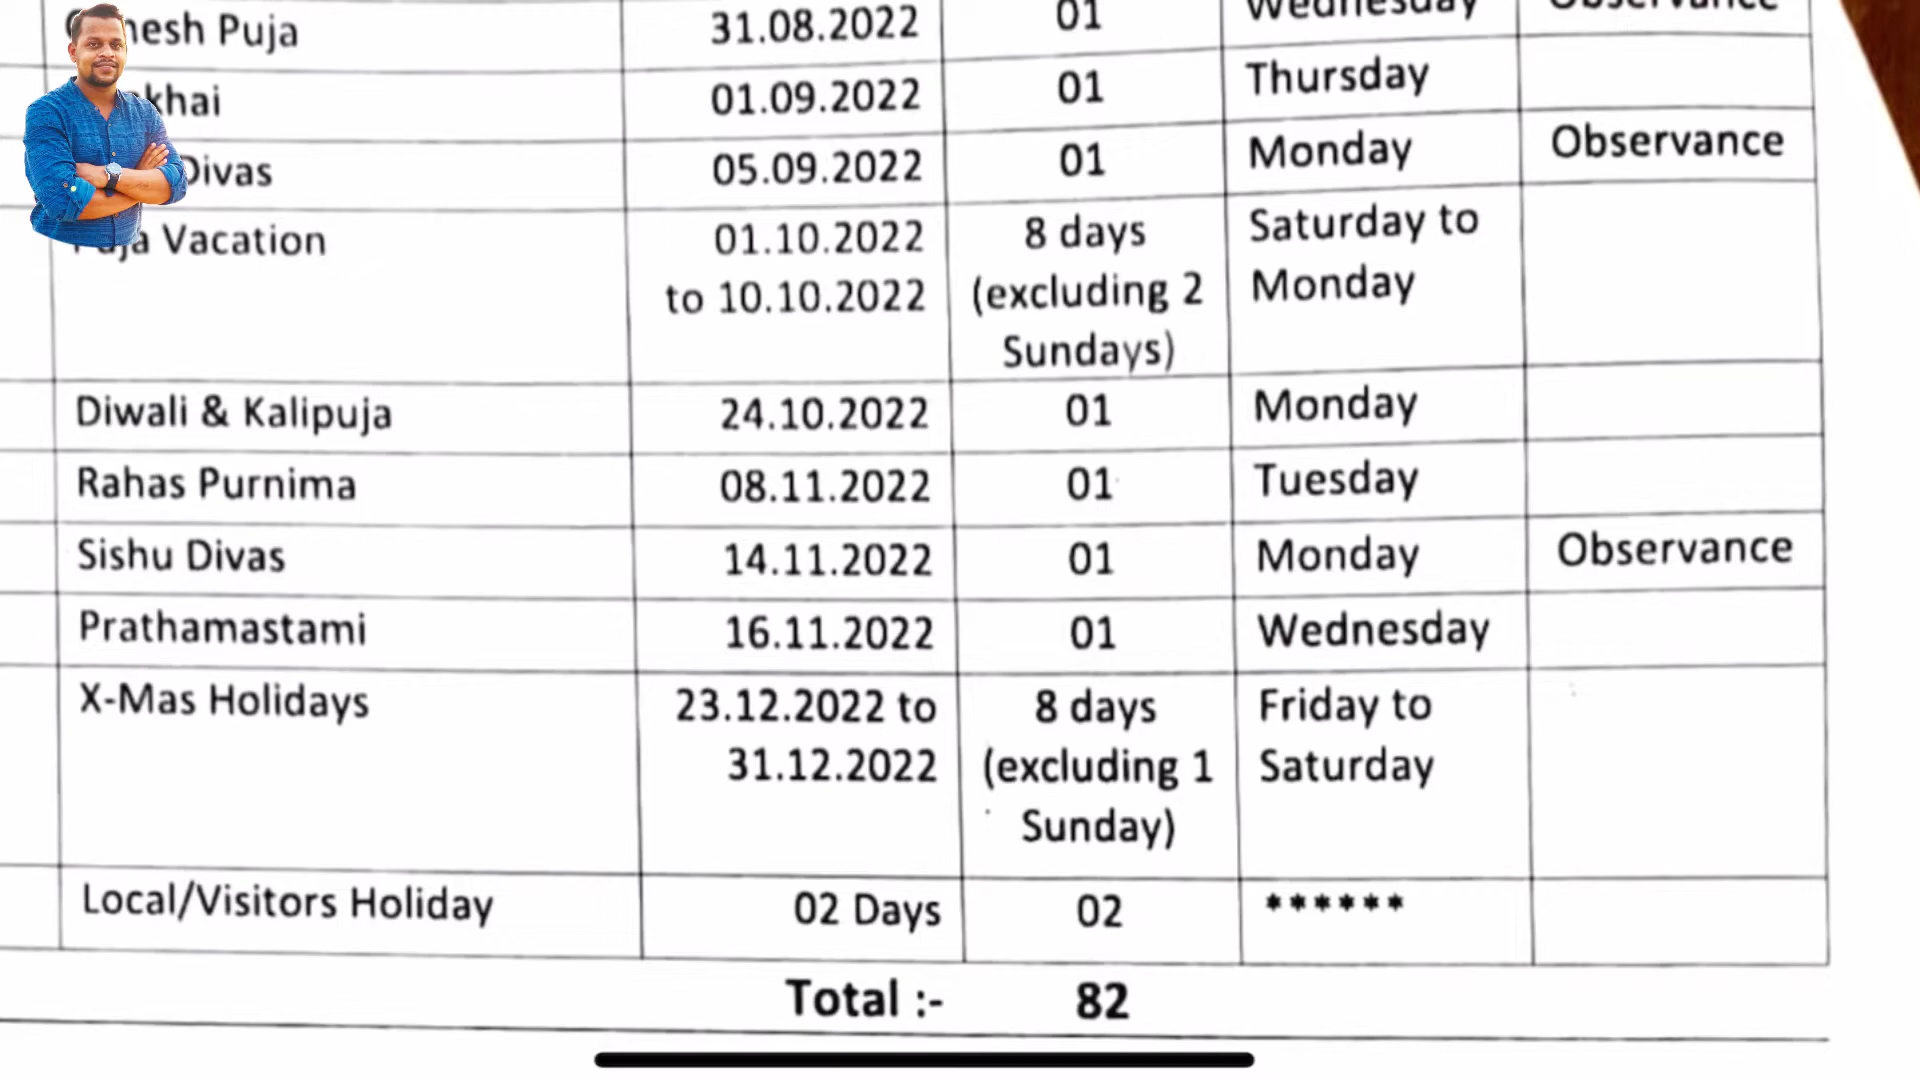 Puja 31.08.2022 01 Wednesday Observance
01.09.2022 01 Thursday
Divas 05.09.2022 01 Monday Observance
Puja Vacation 01.10.2022 8 days Saturday to
to 10.10.2022 (excluding 2 Monday
Sundays)
Diwali & Kalipuja 24.10.2022 01 Monday
Rahas Purnima 08.11.2022 01 Tuesday
Sishu Divas 14.11.2022 01 Monday Observance
Prathamastami 16.11.2022 01 Wednesday
X-Mas Holidays 23.12.2022 to 8 days Friday to
31.12.2022 (excluding 1 Saturday
Sunday)
Local/Visitors Holiday 02 Days 02 ******
Total :- 82